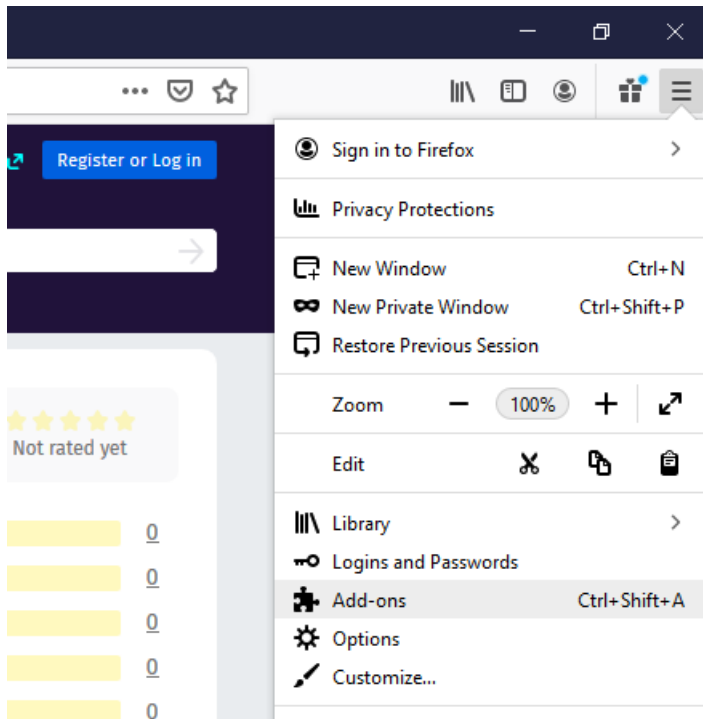 Register or Log in
Not rated yet
0
0
0
0
0
Sign in to Firefox
Privacy Protections
New Window Ctrl+N
New Private Window Ctrl+Shift+P
Restore Previous Session
Zoom 100%
Edit
Library
Logins and Passwords
Add-ons Ctrl+Shift+A
Options
Customize...